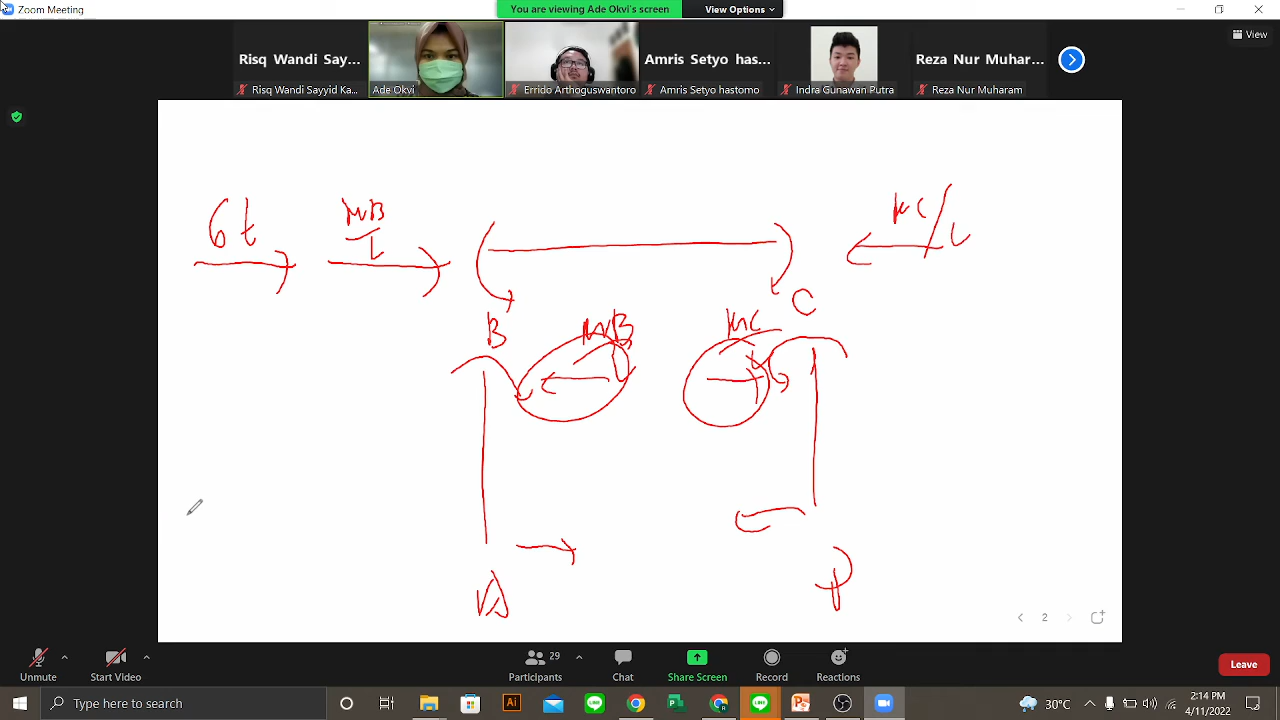 Zoom Meeting
You are viewing Ade Okvi's screen
View Options
View
Risq Wandi Say...
Amris Setyo has...
Reza Nur Muhar...
Risq Wandi Sayyid Ka...
Ade Okvi
Errido Arthoguswantoro
Amris Setyo hastomo
Indra Gunawan Putra
Reza Nur Muharam
6t
MB
L
MC/L
B
MB
MC
C
A
2
Unmute
Start Video
Participants
29
Chat
Share Screen
Record
Reactions
Leave
Type here to search
Ai
30°C
2:14 PM
4/11/2022